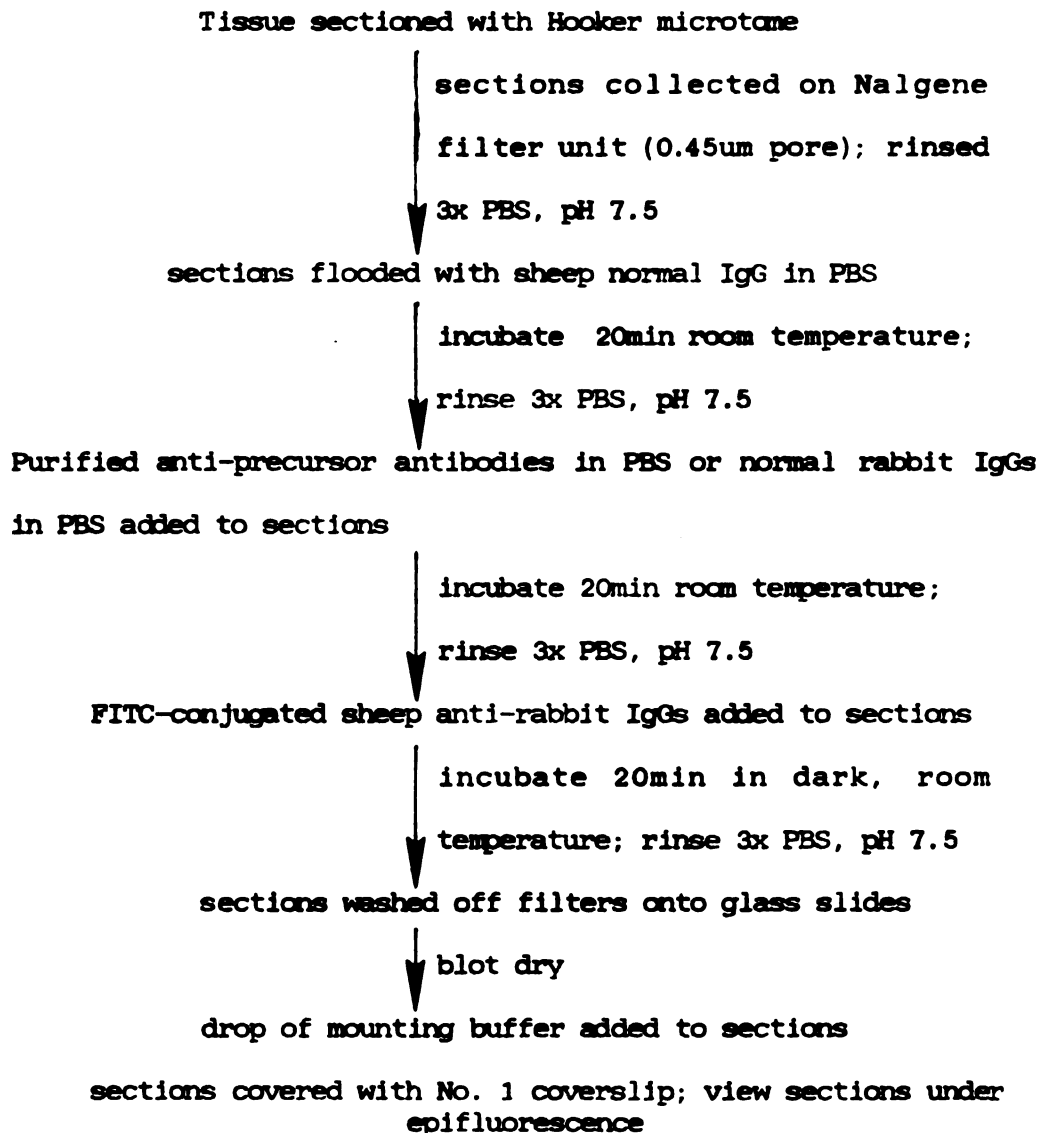 Tissue sectioned with Hooker microtome
sections collected on Nalgene
filter unit (0.45um pore); rinsed
3x PBS, pH 7.5
sections flooded with sheep normal IgG in PBS
incubate 20min room temperature;
rinse 3x PBS, pH 7.5
Purified anti-precursor antibodies in PBS or normal rabbit IgGs
in PBS added to sections
incubate 20min room temperature;
rinse 3x PBS, pH 7.5
FITC-conjugated sheep anti-rabbit IgGs added to sections
incubate 20min in dark, room
temperature; rinse 3x PBS, pH 7.5
sections washed off filters onto glass slides
blot dry
drop of mounting buffer added to sections
sections covered with No. 1 coverslip; view sections under
epifluorescence